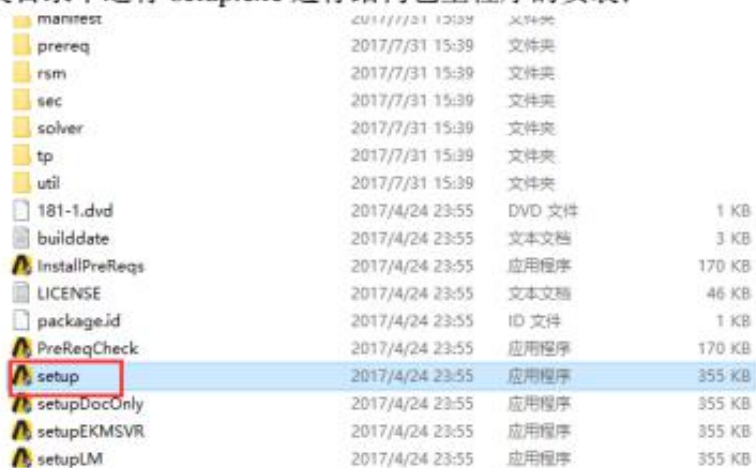 manifest 2017/7/31 15:39 文件夹
prereq 2017/7/31 15:39 文件夹
rsm 2017/7/31 15:39 文件夹
sec 2017/7/31 15:39 文件夹
solver 2017/7/31 15:39 文件夹
tp 2017/7/31 15:39 文件夹
util 2017/7/31 15:39 文件夹
181-1.dvd 2017/4/24 23:55 DVD 文件 1 KB
builddate 2017/4/24 23:55 文本文档 3 KB
InstallPreReqs 2017/4/24 23:55 应用程序 170 KB
LICENSE 2017/4/24 23:55 文本文档 46 KB
package.id 2017/4/24 23:55 ID 文件 1 KB
PreReqCheck 2017/4/24 23:55 应用程序 170 KB
setup 2017/4/24 23:55 应用程序 355 KB
setupDocOnly 2017/4/24 23:55 应用程序 355 KB
setupEKMSVR 2017/4/24 23:55 应用程序 355 KB
setupLM 2017/4/24 23:55 应用程序 355 KB